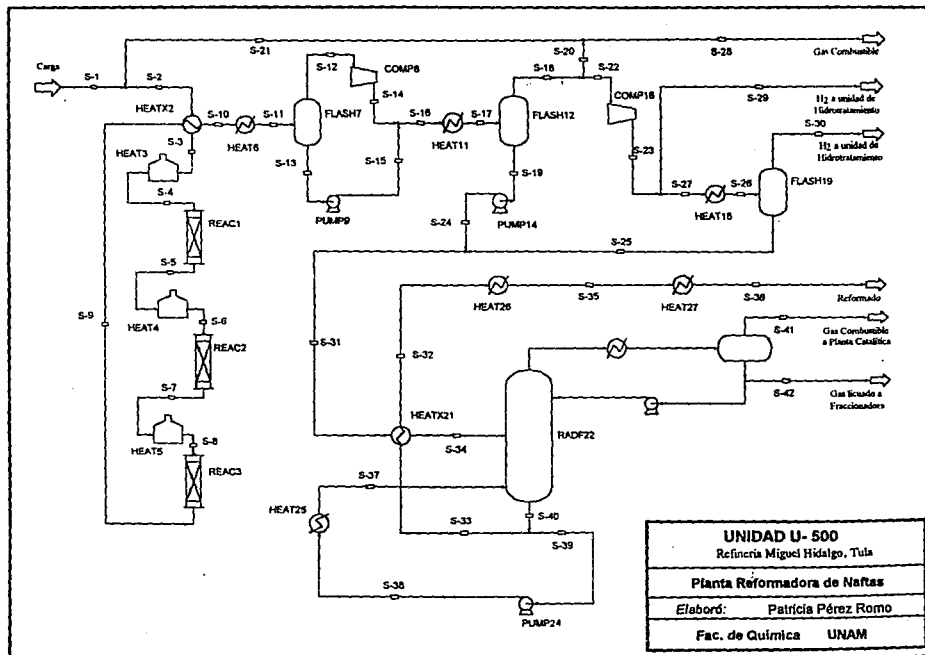 S-21
S-20
S-28
Gas Combustible
Carga
S-1
S-2
S-12
COMP8
S-18
S-22
HEATX2
S-14
COMP16
S-29
H₂ a unidad de
Hidrotratamiento
S-10
S-11
FLASH7
S-16
S-17
FLASH12
S-30
H₂ a unidad de
Hidrotratamiento
S-3
HEAT6
HEAT11
S-23
HEAT3
S-13
S-15
S-19
S-27
S-26
FLASH19
S-4
PUMP9
PUMP14
HEAT18
REAC1
S-24
S-25
S-5
HEAT26
HEAT27
S-35
S-36
Reformado
S-9
S-6
HEAT4
S-41
Gas Combustible
a Planta Catalítica
REAC2
S-31
S-32
S-7
S-42
Gas licuado a
Fraccionadora
HEATX21
S-34
RADF22
HEAT5
S-8
S-37
REAC3
HEAT25
S-33
S-40
S-39
S-38
PUMP24
UNIDAD U- 500
Refinería Miguel Hidalgo, Tula
Planta Reformadora de Naftas
Elaboró: Patricia Pérez Romo
Fac. de Química UNAM